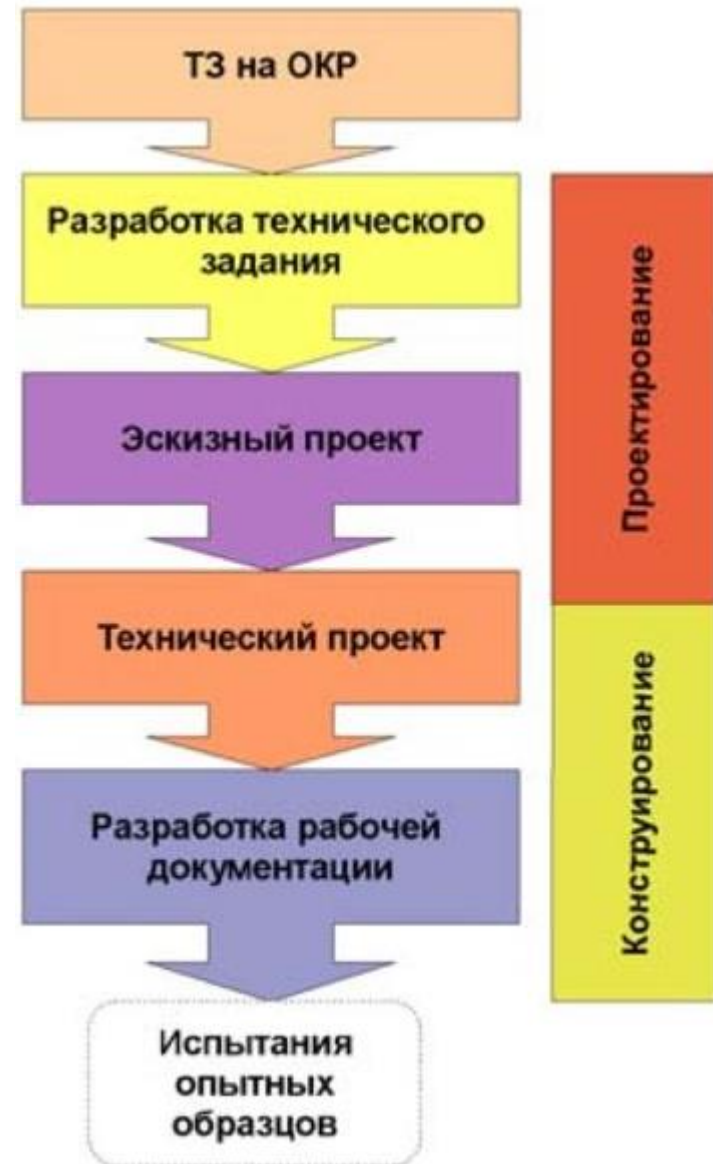 ТЗ на ОКР
Разработка технического
задания
Эскизный проект
Технический проект
Разработка рабочей
документации
Испытания
опытных
образцов
Проектирование
Конструирование